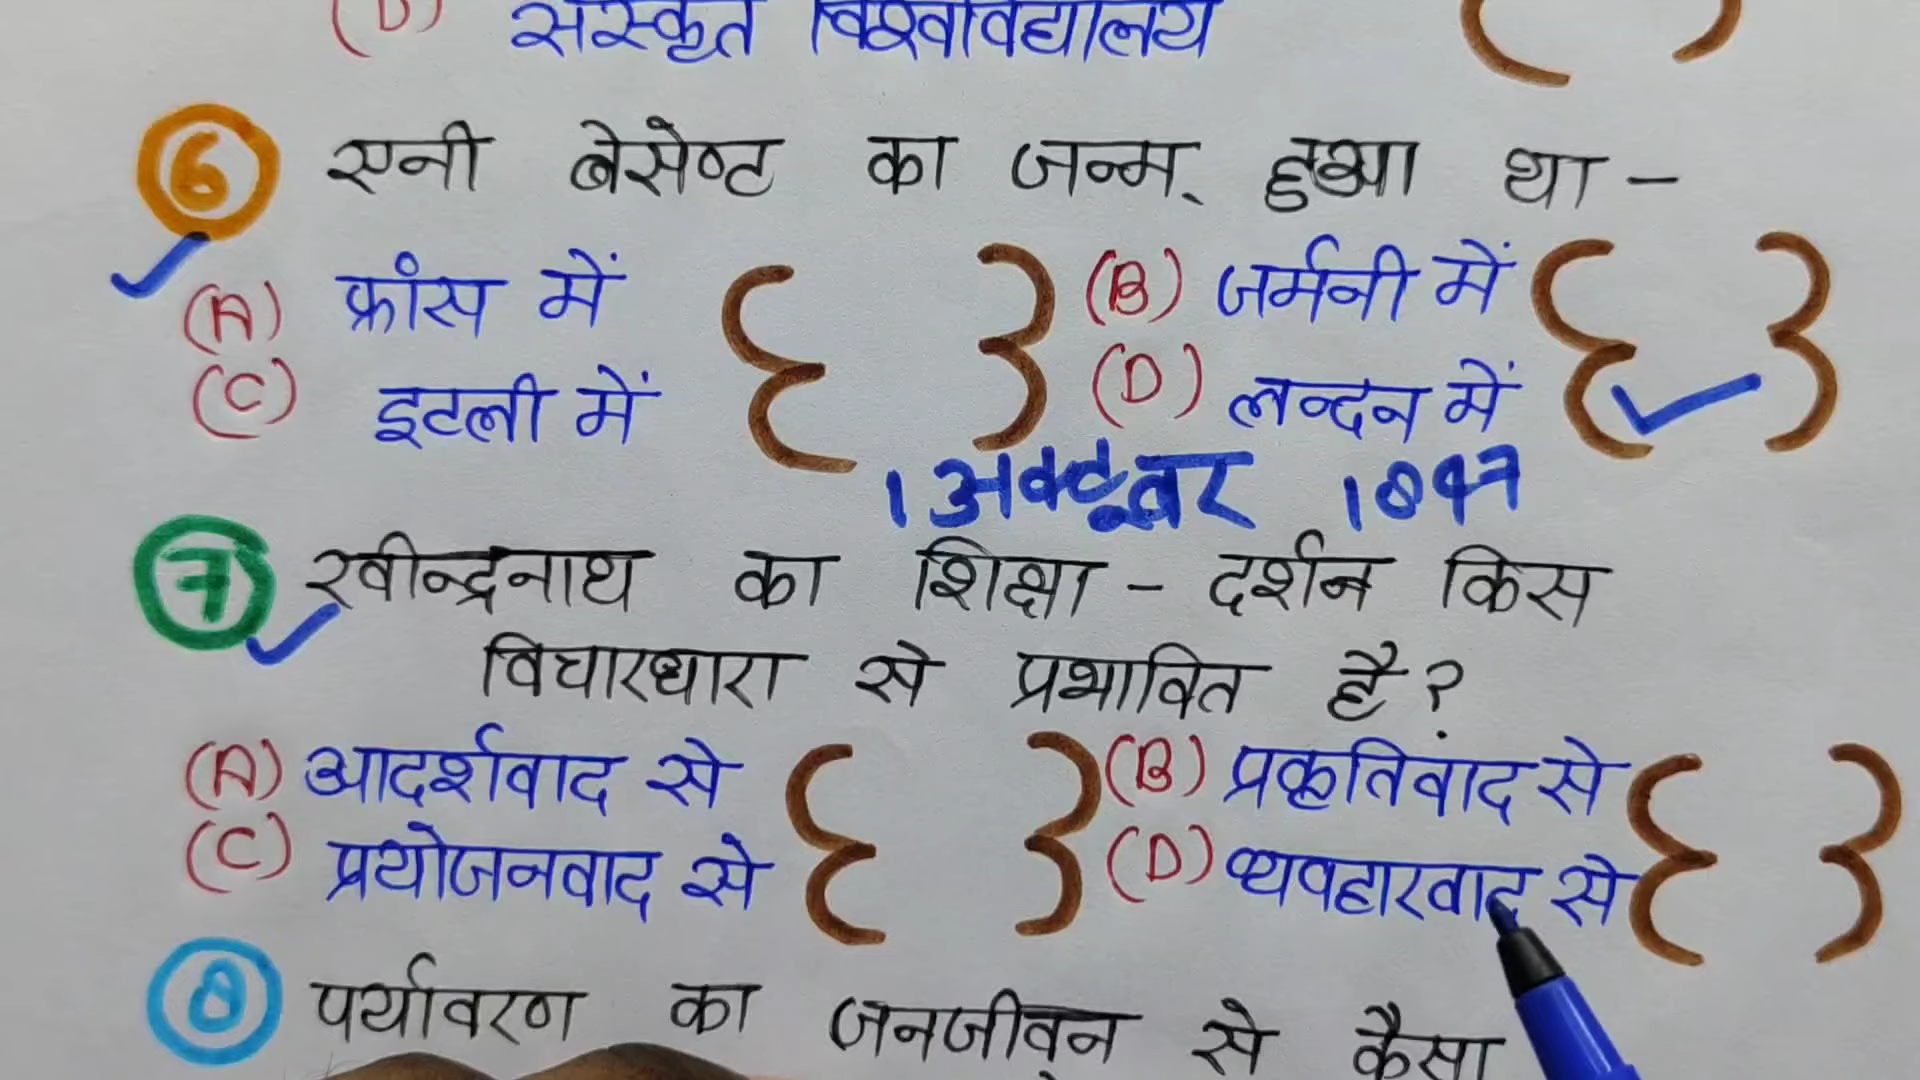 (D) संस्कृत विश्वविद्यालय
6 एनी बेसेण्ट का जन्म हुआ था -
(A) फ्रांस में (B) जर्मनी में
(C) इटली में (D) लन्दन में
1 अक्टूबर 1847
7 रवीन्द्रनाथ का शिक्षा - दर्शन किस
विचारधारा से प्रभावित है?
(A) आदर्शवाद से (B) प्रकृतिवाद से
(C) प्रयोजनवाद से (D) व्यवहारवाद से
8 पर्यावरण का जनजीवन से कैसा